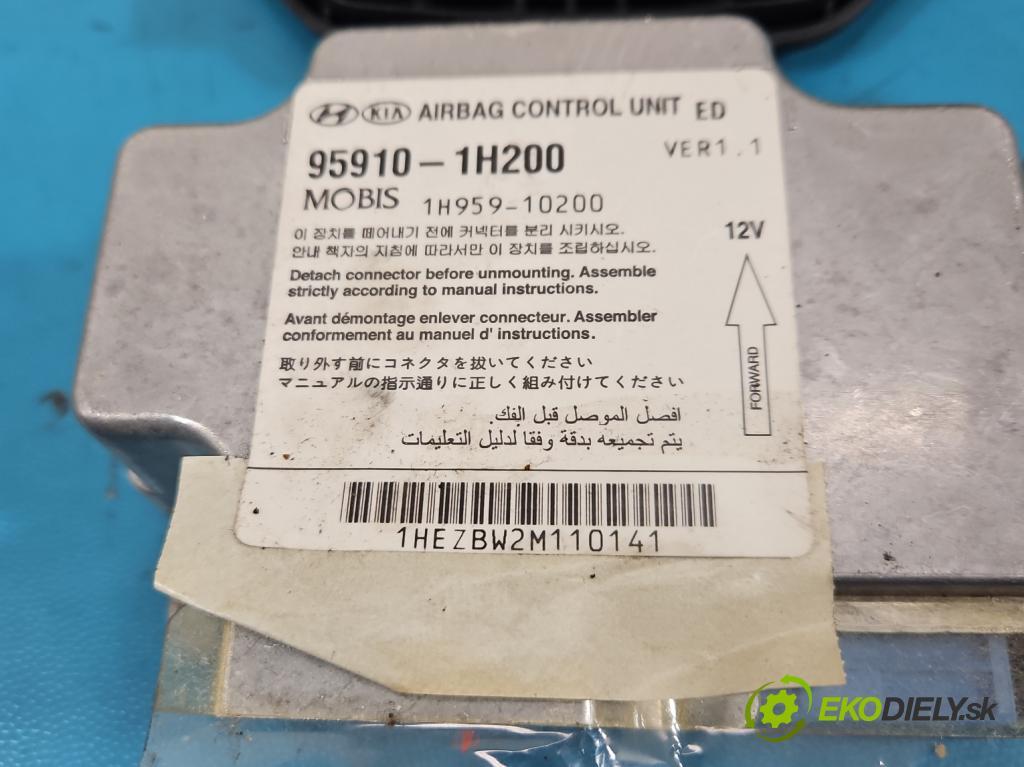 KIA AIRBAG CONTROL UNIT ED
95910-1H200 VER1.1
MOBIS 1H959-10200
이 장치를 떼어내기 전에 커넥터를 분리 시키시오.
안내 책자의 지침에 따라서만 이 장치를 조립하십시오.
12V
Detach connector before unmounting. Assemble
strictly according to manual instructions.
Avant démontage enlever connecteur. Assembler
conformement au manuel d' instructions.
FORWARD
取り外す前にコネクタを抜いてください
マニュアルの指示通りに正しく組み付けてください
افصل الموصل قبل الفك.
يتم تجميعه بدقة وفقا لدليل التعليمات
1HEZBW2M110141
EKODIELY.sk